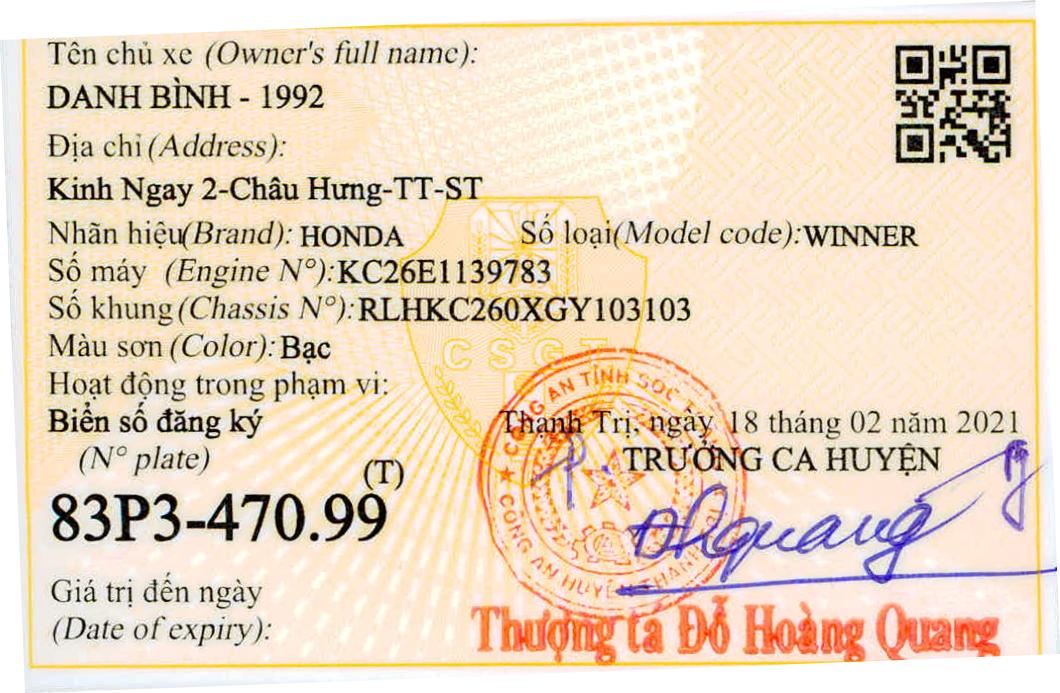 Tên chủ xe (Owner's full name):
DANH BÌNH - 1992
Địa chỉ (Address):
Kinh Ngay 2-Châu Hưng-TT-ST
Nhãn hiệu(Brand): HONDA Số loại(Model code):WINNER
Số máy (Engine N°):KC26E1139783
Số khung(Chassis N°):RLHKC260XGY103103
Màu sơn(Color):Bạc
CSGT
Hoạt động trong phạm vi:
Biển số đăng ký
(N° plate)
(T)
83P3-470.99
Giá trị đến ngày
(Date of expiry):
Thạnh Trị, ngày 18 tháng 02 năm 2021
TRƯỞNG CA HUYỆN
CÔNG AN TỈNH SÓC
CÔNG AN HUYỆN THẠNH
Thượng tá Đỗ Hoàng Quang